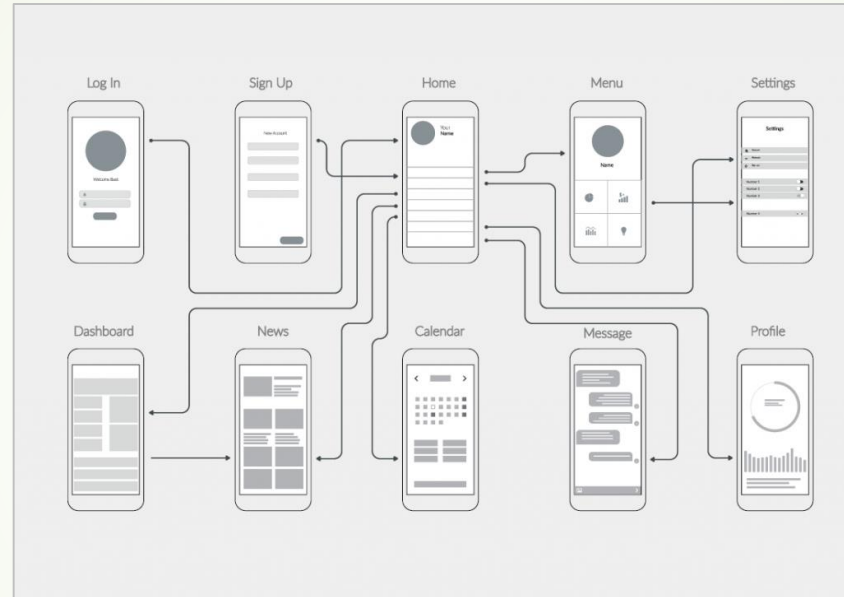 Log In
Sign Up
Home
Menu
Settings
Welcome Back
New Account
Your
Name
Name
Settings
Dashboard
News
Calendar
Message
Profile